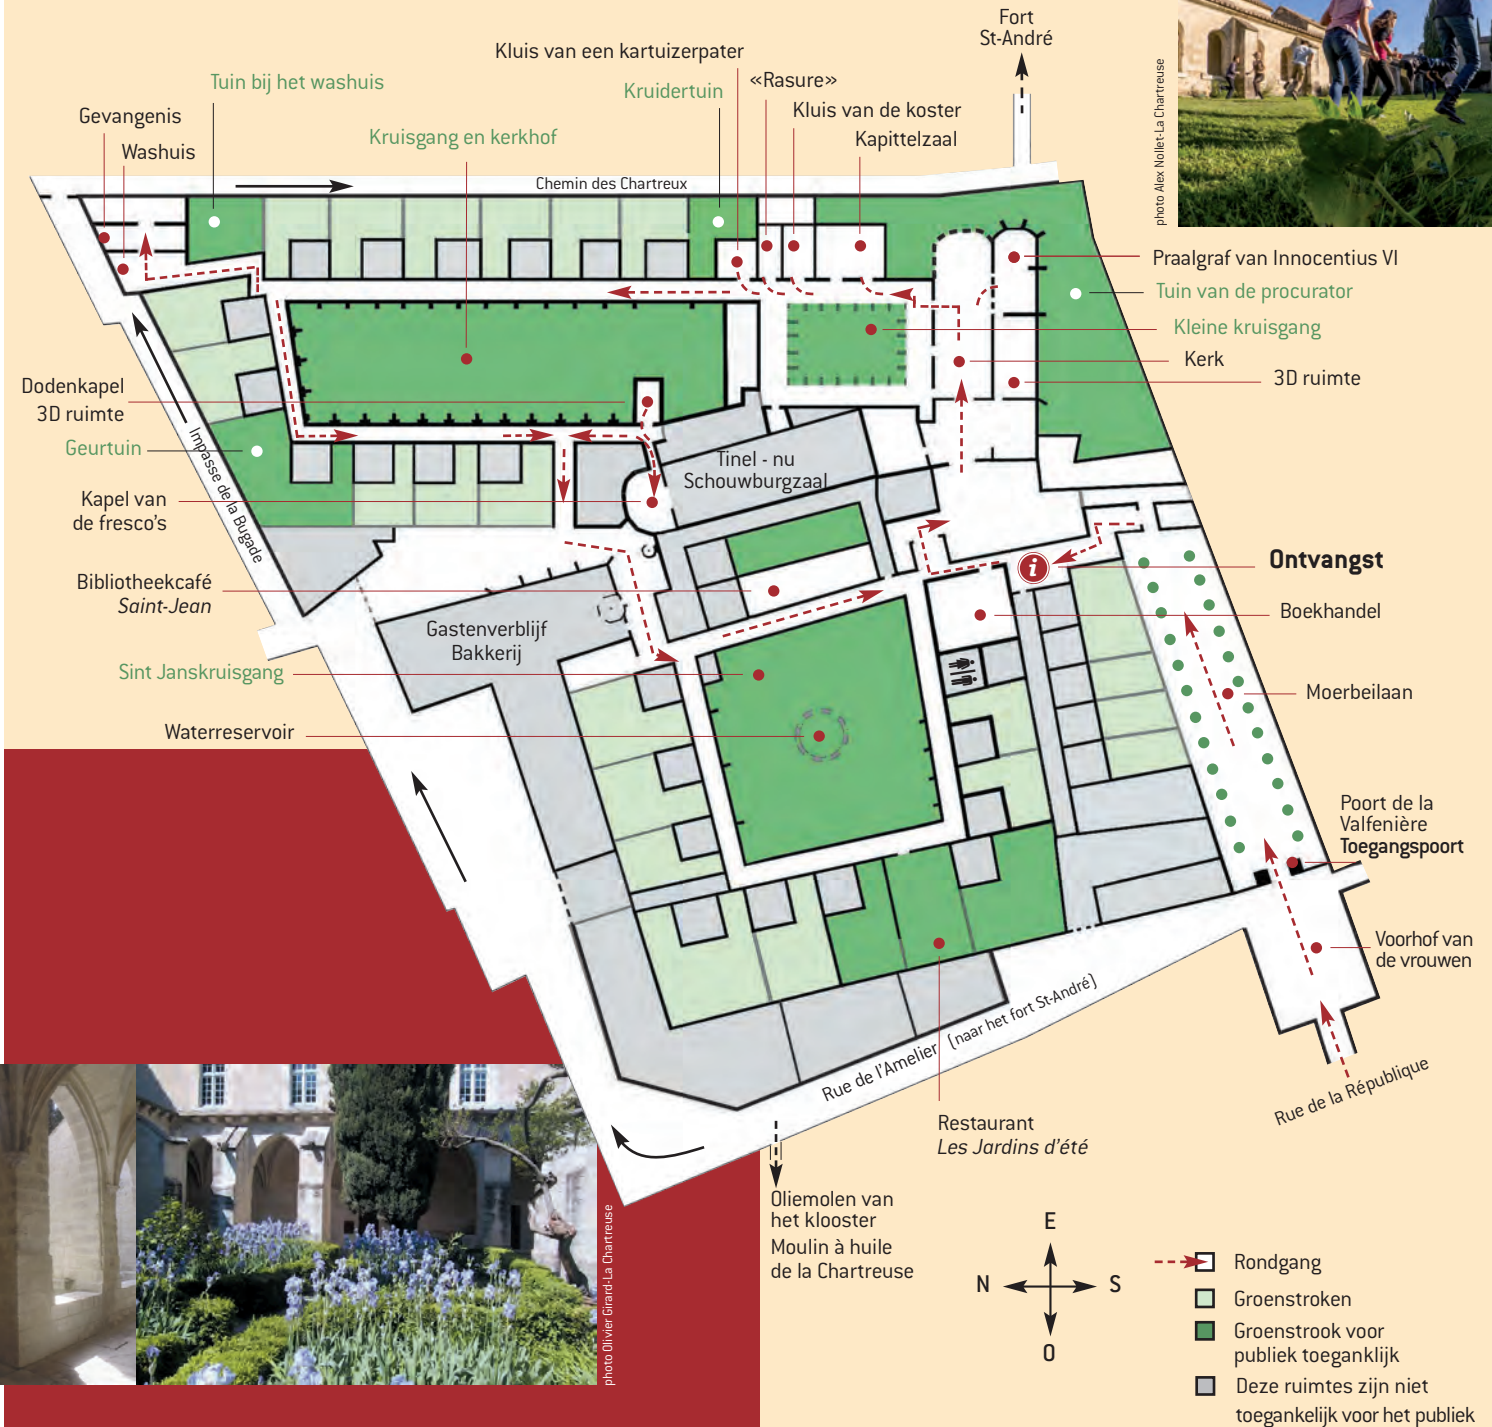 Fort
St-André
Kluis van een kartuizerpater
«Rasure»
Tuin bij het washuis
Kruidertuin
Kluis van de koster
Gevangenis
Kruisgang en kerkhof
Kapittelzaal
Washuis
Chemin des Chartreux
photo Alex Nollet-La Chartreuse
Praalgraf van Innocentius VI
Tuin van de procurator
Kleine kruisgang
Kerk
3D ruimte
Dodenkapel
3D ruimte
Geurtuin
Impasse de la Bugade
Tinel - nu
Schouwburgzaal
Kapel van
de fresco's
Ontvangst
i
Bibliotheekcafé
Saint-Jean
Boekhandel
Gastenverblijf
Bakkerij
Sint Janskruisgang
Moerbeilaan
Waterreservoir
Poort de la
Valfenière
Toegangspoort
Voorhof van
de vrouwen
Rue de l'Amelier (naar het fort St-André)
Rue de la République
Restaurant
Les Jardins d'été
Oliemolen van
het klooster
Moulin à huile
de la Chartreuse
photo Olivier Girard-La Chartreuse
E
N
S
O
Rondgang
Groenstroken
Groenstrook voor
publiek toeganklijk
Deze ruimtes zijn niet
toegankelijk voor het publiek